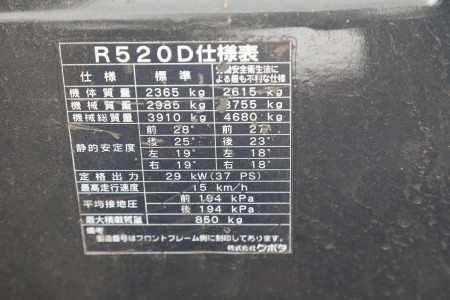 R520D仕様表
仕様 標準 労働安全衛生法による最も不利な仕様
機体質量 2365 kg 2615 kg
機械質量 2985 kg 3755 kg
機械総質量 3910 kg 4680 kg
静的安定度 前 28° 前 27°
後 25° 後 23°
左 19° 左 18°
右 19° 右 18°
定格出力 29 kW(37 PS)
最高走行速度 15 km/h
平均接地圧 前 194 kPa
後 194 kPa
最大積載質量 850 kg
備考
製造番号はフロントフレーム側に刻印しております。
株式会社クボタ